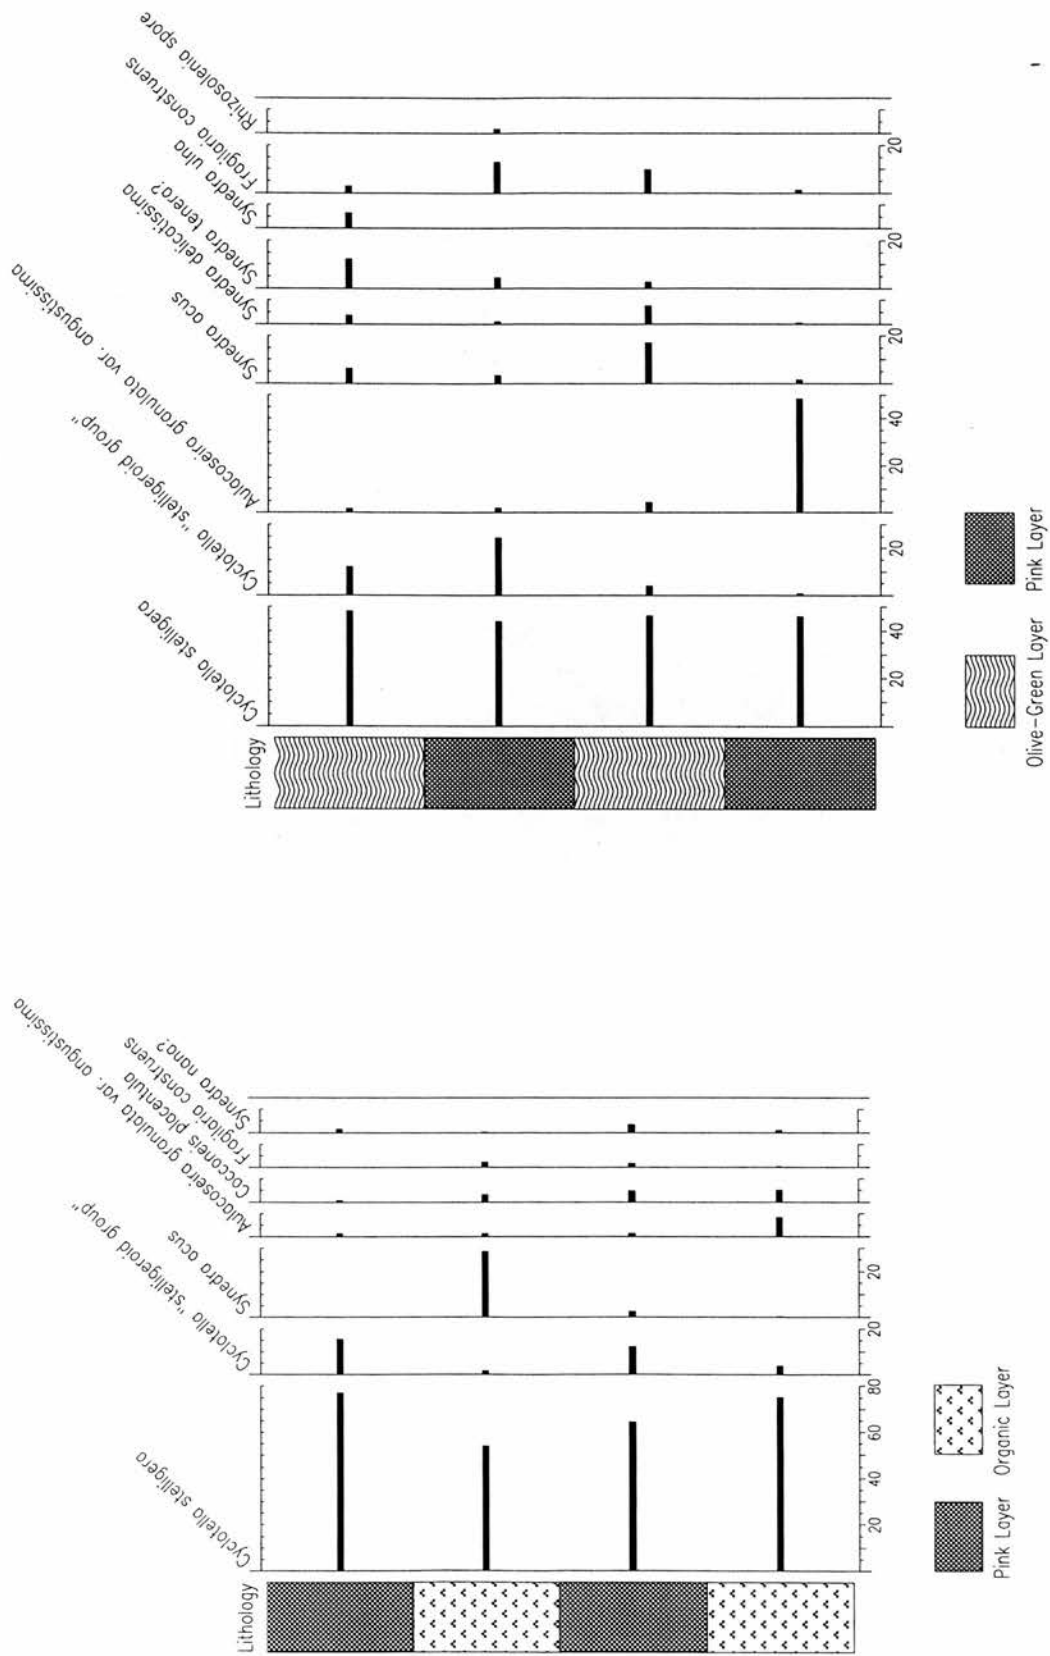 Lithology
Cyclotella stelligera
Cyclotella "stelligeroid group"
Aulacoseira granulata var. angustissima
Synedra acus
Synedra delicatissima
Synedra tenera?
Synedra ulna
Fragilaria construens
Rhizosolenia spore
20
40
20
20
40
20
20
20
Olive-Green Layer
Pink Layer
Lithology
Cyclotella stelligera
Cyclotella "stelligeroid group"
Synedra acus
Aulacoseira granulata var. angustissima
Cocconeis placentula
Fragilaria construens
Synedra nana?
20
40
60
80
20
20
Pink Layer
Organic Layer